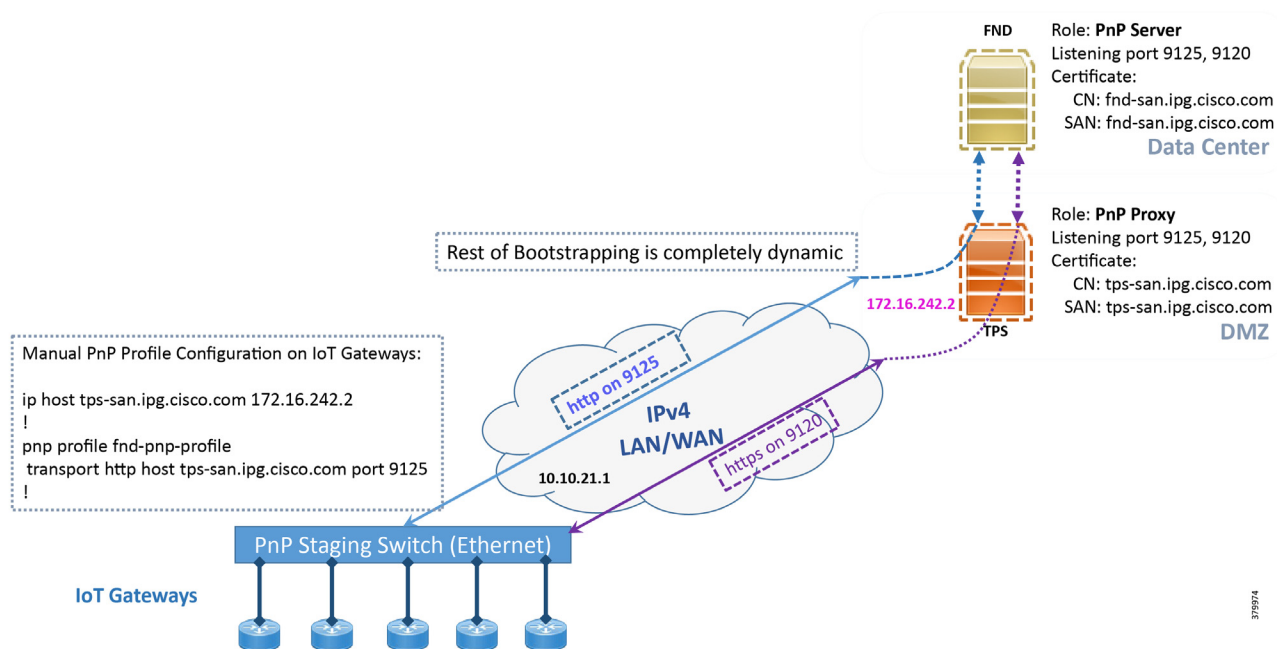 FND
Role: PnP Server
Listening port 9125, 9120
Certificate:
CN: fnd-san.ipg.cisco.com
SAN: fnd-san.ipg.cisco.com
Data Center
Role: PnP Proxy
Listening port 9125, 9120
Certificate:
CN: tps-san.ipg.cisco.com
SAN: tps-san.ipg.cisco.com
DMZ
TPS
172.16.242.2
Rest of Bootstrapping is completely dynamic
Manual PnP Profile Configuration on IoT Gateways:
ip host tps-san.ipg.cisco.com 172.16.242.2
!
pnp profile fnd-pnp-profile
transport http host tps-san.ipg.cisco.com port 9125
!
http on 9125
IPv4
LAN/WAN
https on 9120
10.10.21.1
PnP Staging Switch (Ethernet)
IoT Gateways
379974